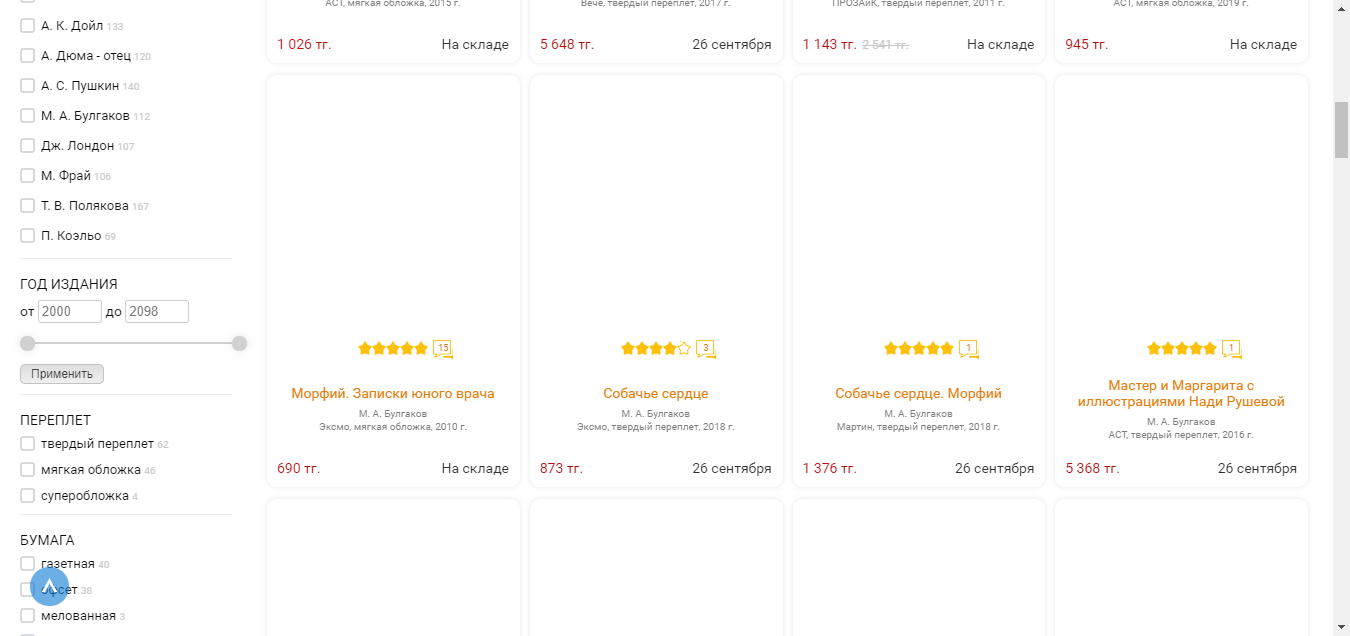 А. К. Дойл 133
А. Дюма - отец 120
А. С. Пушкин 140
М. А. Булгаков 112
Дж. Лондон 107
М. Фрай 106
Т. В. Полякова 167
П. Коэльо 69
ГОД ИЗДАНИЯ
от 2000 до 2098
Применить
ПЕРЕПЛЕТ
твердый переплет 62
мягкая обложка 46
суперобложка 4
БУМАГА
газетная 40
офсет 38
мелованная 3
АСТ, мягкая обложка, 2015 г.
1 026 тг. На складе
Вече, твердый переплет, 2017 г.
5 648 тг. 26 сентября
ПРОЗАиК, твердый переплет, 2011 г.
1 143 тг. 2 541 тг. На складе
АСТ, мягкая обложка, 2019 г.
945 тг. На складе
15
Морфий. Записки юного врача
М. А. Булгаков
Эксмо, мягкая обложка, 2010 г.
690 тг. На складе
3
Собачье сердце
М. А. Булгаков
Эксмо, твердый переплет, 2018 г.
873 тг. 26 сентября
1
Собачье сердце. Морфий
М. А. Булгаков
Мартин, твердый переплет, 2018 г.
1 376 тг. 26 сентября
1
Мастер и Маргарита с
иллюстрациями Нади Рушевой
М. А. Булгаков
АСТ, твердый переплет, 2016 г.
5 368 тг. 26 сентября